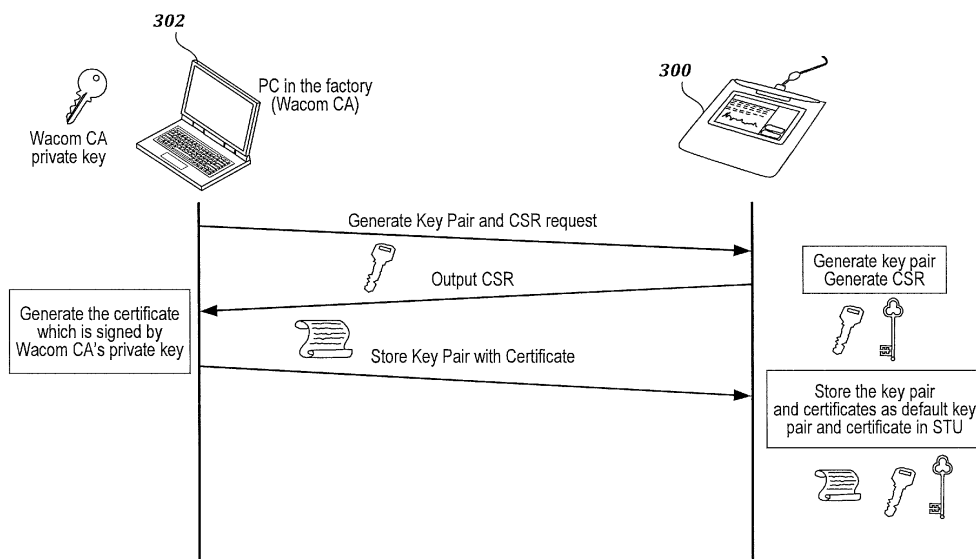 302
PC in the factory
(Wacom CA)
Wacom CA
private key
300
Generate Key Pair and CSR request
Generate key pair
Generate CSR
Output CSR
Generate the certificate
which is signed by
Wacom CA's private key
Store Key Pair with Certificate
Store the key pair
and certificates as default key
pair and certificate in STU